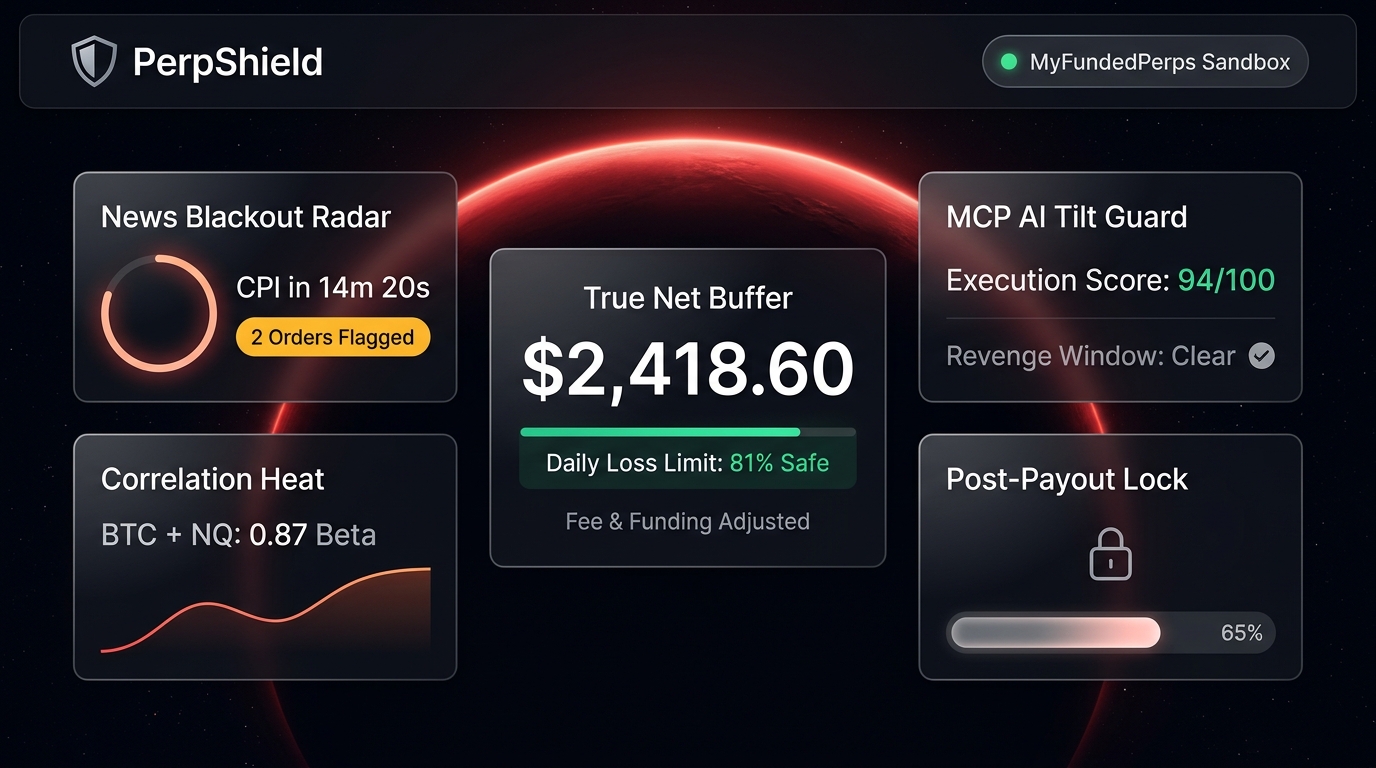 PerpShield
MyFundedPerps Sandbox
News Blackout Radar
CPI in 14m 20s
2 Orders Flagged
Correlation Heat
BTC + NQ: 0.87 Beta
True Net Buffer
$2,418.60
Daily Loss Limit: 81% Safe
Fee & Funding Adjusted
MCP AI Tilt Guard
Execution Score: 94/100
Revenge Window: Clear
Post-Payout Lock
65%